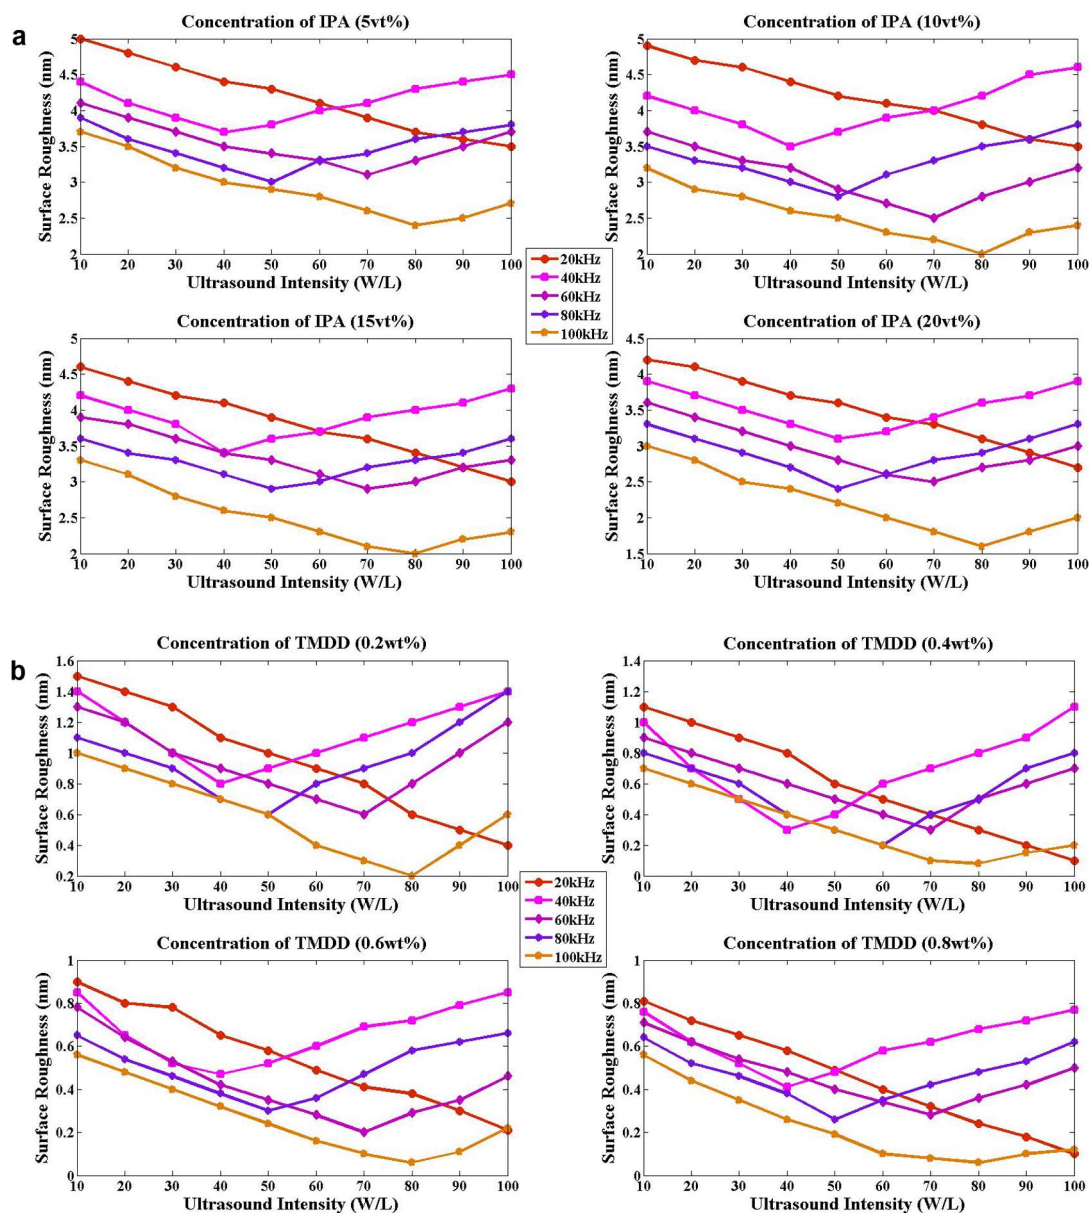 a
Concentration of IPA (5vt%)
5
4.5
4
3.5
3
2.5
2
Surface Roughness (nm)
10 20 30 40 50 60 70 80 90 100
Ultrasound Intensity (W/L)
Concentration of IPA (10vt%)
5
4.5
4
3.5
3
2.5
2
Surface Roughness (nm)
10 20 30 40 50 60 70 80 90 100
Ultrasound Intensity (W/L)
20kHz
40kHz
60kHz
80kHz
100kHz
Concentration of IPA (15vt%)
5
4.5
4
3.5
3
2.5
2
Surface Roughness (nm)
10 20 30 40 50 60 70 80 90 100
Ultrasound Intensity (W/L)
Concentration of IPA (20vt%)
4.5
4
3.5
3
2.5
2
1.5
Surface Roughness (nm)
10 20 30 40 50 60 70 80 90 100
Ultrasound Intensity (W/L)
b
Concentration of TMDD (0.2wt%)
1.6
1.4
1.2
1
0.8
0.6
0.4
0.2
Surface Roughness (nm)
10 20 30 40 50 60 70 80 90 100
Ultrasound Intensity (W/L)
Concentration of TMDD (0.4wt%)
1.4
1.2
1
0.8
0.6
0.4
0.2
0
Surface Roughness (nm)
10 20 30 40 50 60 70 80 90 100
Ultrasound Intensity (W/L)
20kHz
40kHz
60kHz
80kHz
100kHz
Concentration of TMDD (0.6wt%)
1
0.8
0.6
0.4
0.2
0
Surface Roughness (nm)
10 20 30 40 50 60 70 80 90 100
Ultrasound Intensity (W/L)
Concentration of TMDD (0.8wt%)
1
0.8
0.6
0.4
0.2
0
Surface Roughness (nm)
10 20 30 40 50 60 70 80 90 100
Ultrasound Intensity (W/L)